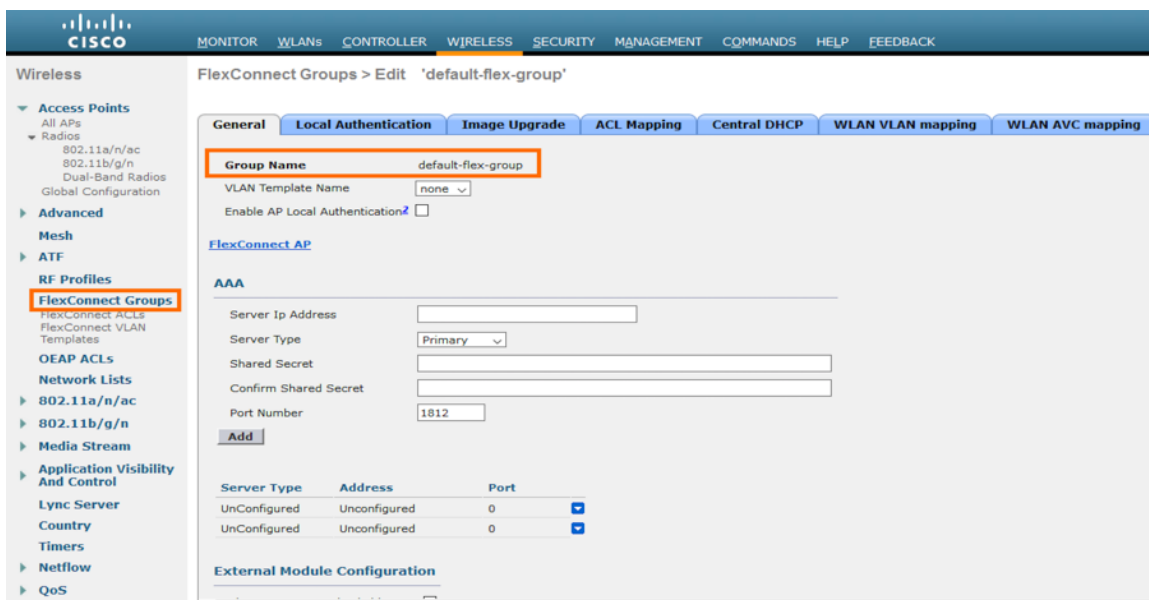 CISCO
MONITOR WLANs CONTROLLER WIRELESS SECURITY MANAGEMENT COMMANDS HELP FEEDBACK
Wireless
Access Points
All APs
Radios
802.11a/n/ac
802.11b/g/n
Dual-Band Radios
Global Configuration
Advanced
Mesh
ATF
RF Profiles
FlexConnect Groups
FlexConnect ACLs
FlexConnect VLAN
Templates
OEAP ACLs
Network Lists
802.11a/n/ac
802.11b/g/n
Media Stream
Application Visibility
And Control
Lync Server
Country
Timers
Netflow
QoS
FlexConnect Groups > Edit 'default-flex-group'
General Local Authentication Image Upgrade ACL Mapping Central DHCP WLAN VLAN mapping WLAN AVC mapping
Group Name default-flex-group
VLAN Template Name none
Enable AP Local Authentication2
FlexConnect AP
AAA
Server Ip Address
Server Type Primary
Shared Secret
Confirm Shared Secret
Port Number 1812
Add
Server Type Address Port
UnConfigured Unconfigured 0
UnConfigured Unconfigured 0
External Module Configuration